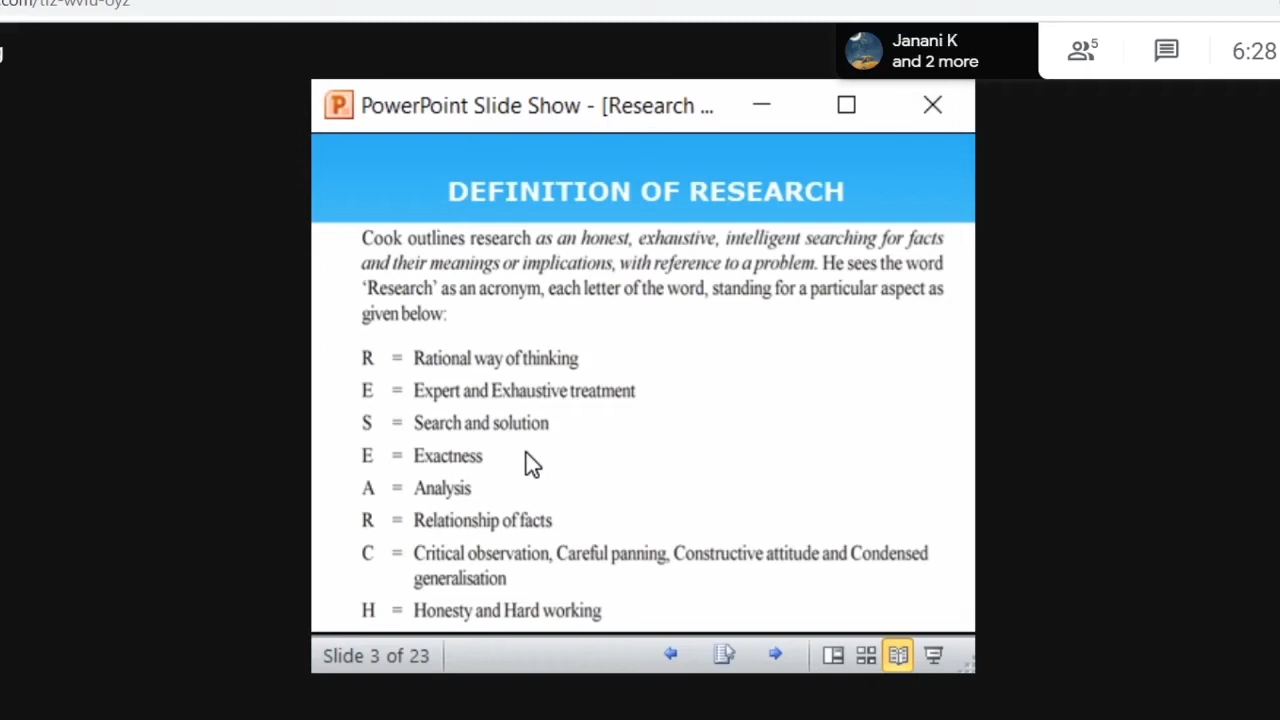 Janani K
and 2 more
5
6:28
PowerPoint Slide Show - [Research ...
DEFINITION OF RESEARCH
Cook outlines research as an honest, exhaustive, intelligent searching for facts
and their meanings or implications, with reference to a problem. He sees the word
‘Research’ as an acronym, each letter of the word, standing for a particular aspect as
given below:
R = Rational way of thinking
E = Expert and Exhaustive treatment
S = Search and solution
E = Exactness
A = Analysis
R = Relationship of facts
C = Critical observation, Careful panning, Constructive attitude and Condensed
generalisation
H = Honesty and Hard working
Slide 3 of 23